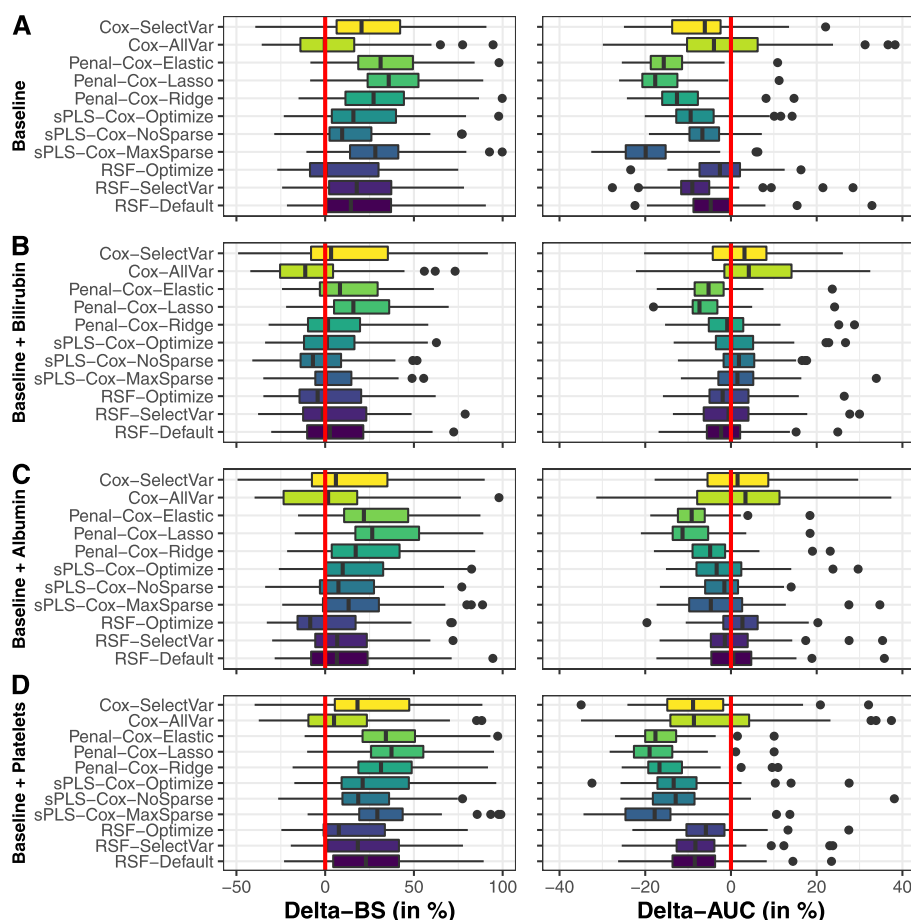 A
Baseline
Cox−SelectVar
Cox−AllVar
Penal−Cox−Elastic
Penal−Cox−Lasso
Penal−Cox−Ridge
sPLS−Cox−Optimize
sPLS−Cox−NoSparse
sPLS−Cox−MaxSparse
RSF−Optimize
RSF−SelectVar
RSF−Default
B
Baseline + Bilirubin
Cox−SelectVar
Cox−AllVar
Penal−Cox−Elastic
Penal−Cox−Lasso
Penal−Cox−Ridge
sPLS−Cox−Optimize
sPLS−Cox−NoSparse
sPLS−Cox−MaxSparse
RSF−Optimize
RSF−SelectVar
RSF−Default
C
Baseline + Albumin
Cox−SelectVar
Cox−AllVar
Penal−Cox−Elastic
Penal−Cox−Lasso
Penal−Cox−Ridge
sPLS−Cox−Optimize
sPLS−Cox−NoSparse
sPLS−Cox−MaxSparse
RSF−Optimize
RSF−SelectVar
RSF−Default
D
Baseline + Platelets
Cox−SelectVar
Cox−AllVar
Penal−Cox−Elastic
Penal−Cox−Lasso
Penal−Cox−Ridge
sPLS−Cox−Optimize
sPLS−Cox−NoSparse
sPLS−Cox−MaxSparse
RSF−Optimize
RSF−SelectVar
RSF−Default
−50 0 50 100
−40 −20 0 20 40
Delta−BS (in %)
Delta−AUC (in %)